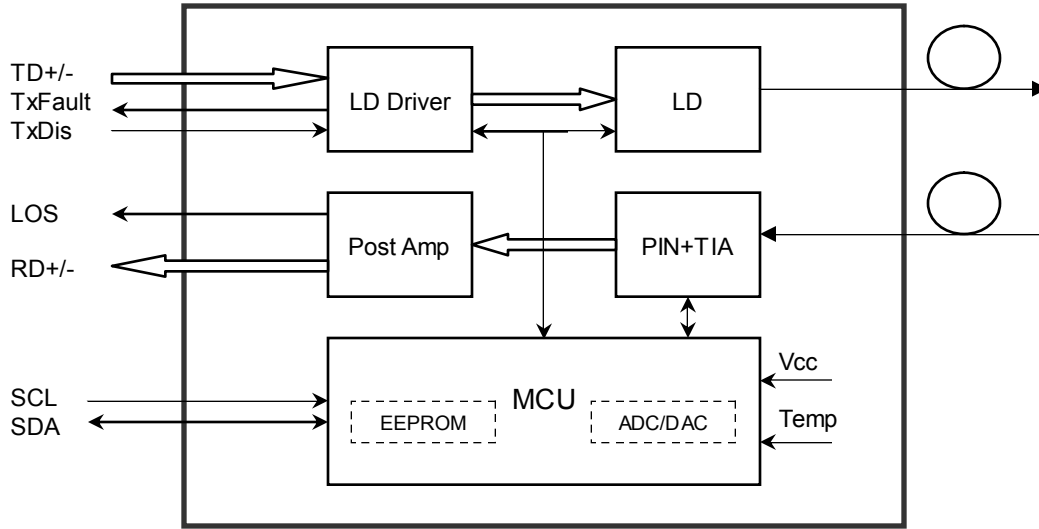 TD+/-
TxFault
TxDis
LD Driver
LD
LOS
RD+/-
Post Amp
PIN+TIA
SCL
SDA
MCU
EEPROM
ADC/DAC
Vcc
Temp